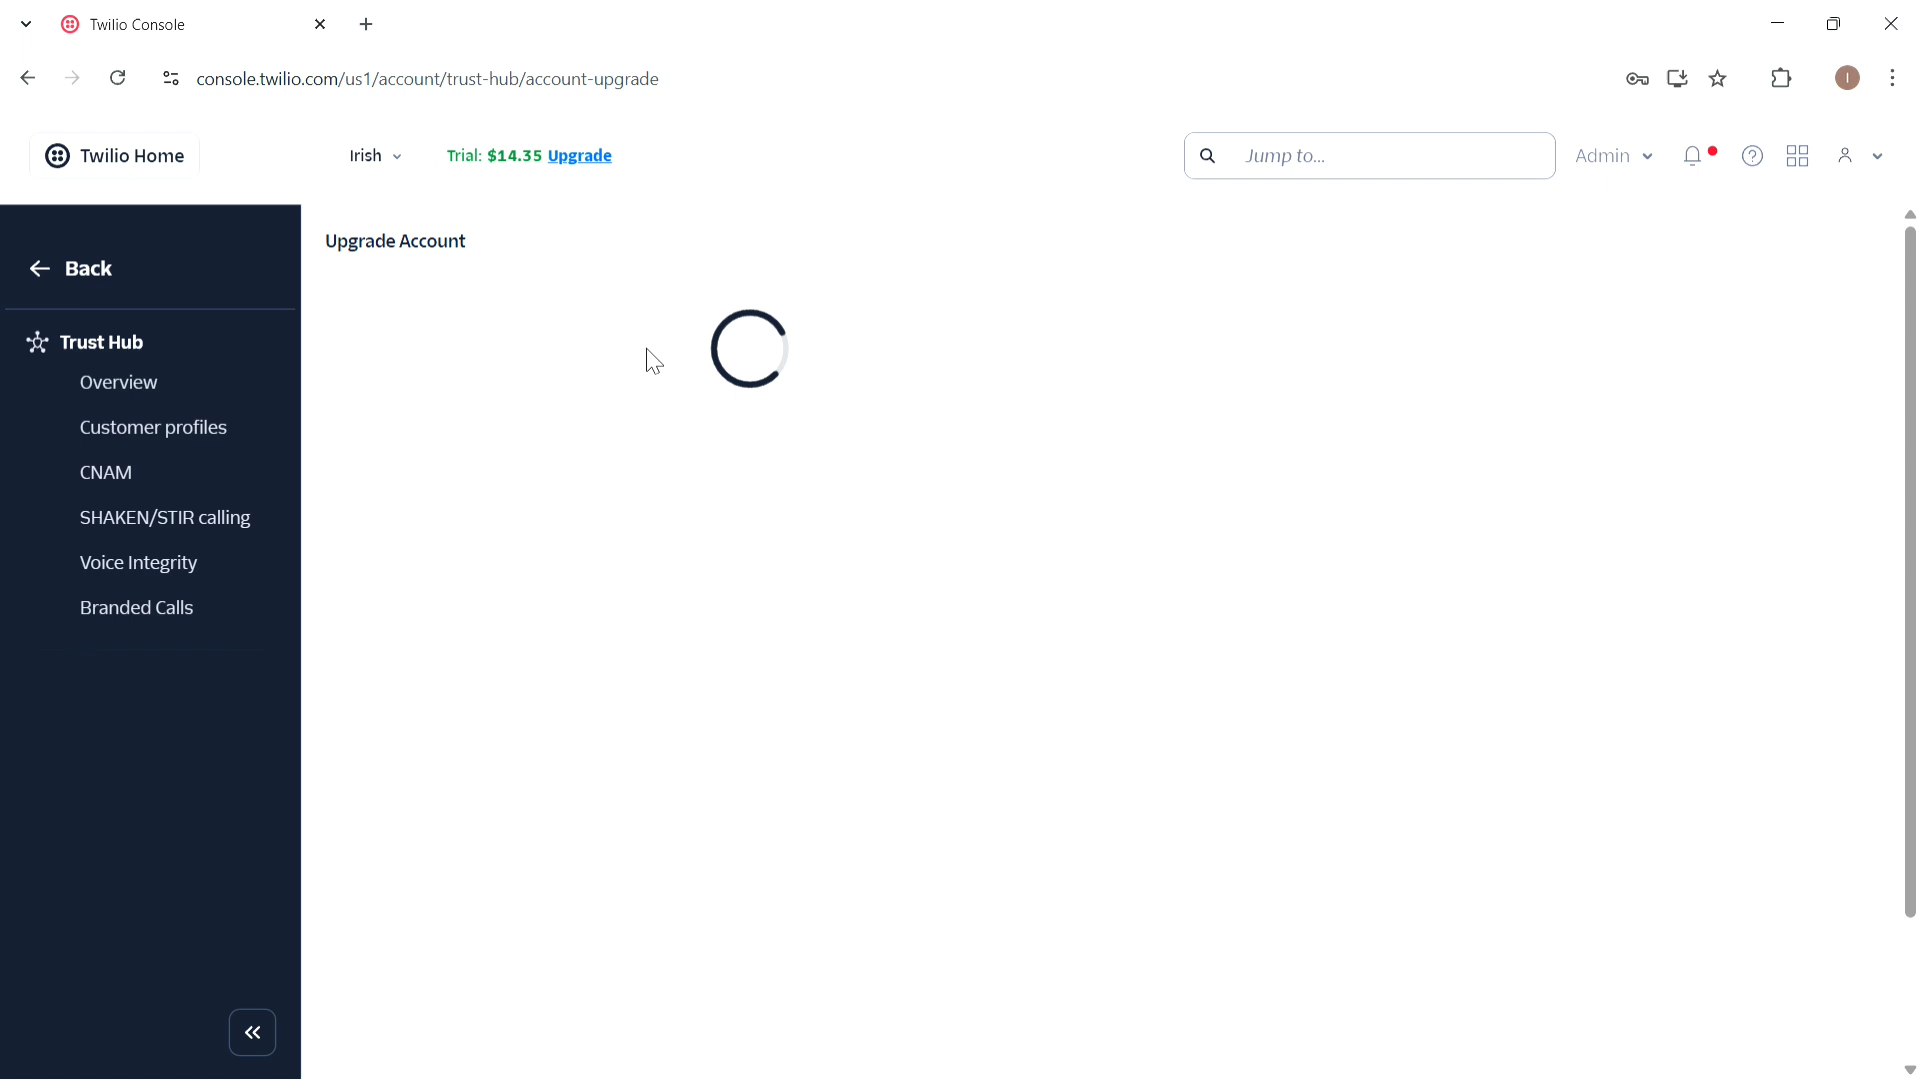 Twilio Console
console.twilio.com/us1/account/trust-hub/account-upgrade
I
Twilio Home
Irish
Trial: $14.35 Upgrade
Jump to...
Admin
Back
Upgrade Account
Trust Hub
Overview
Customer profiles
CNAM
SHAKEN/STIR calling
Voice Integrity
Branded Calls